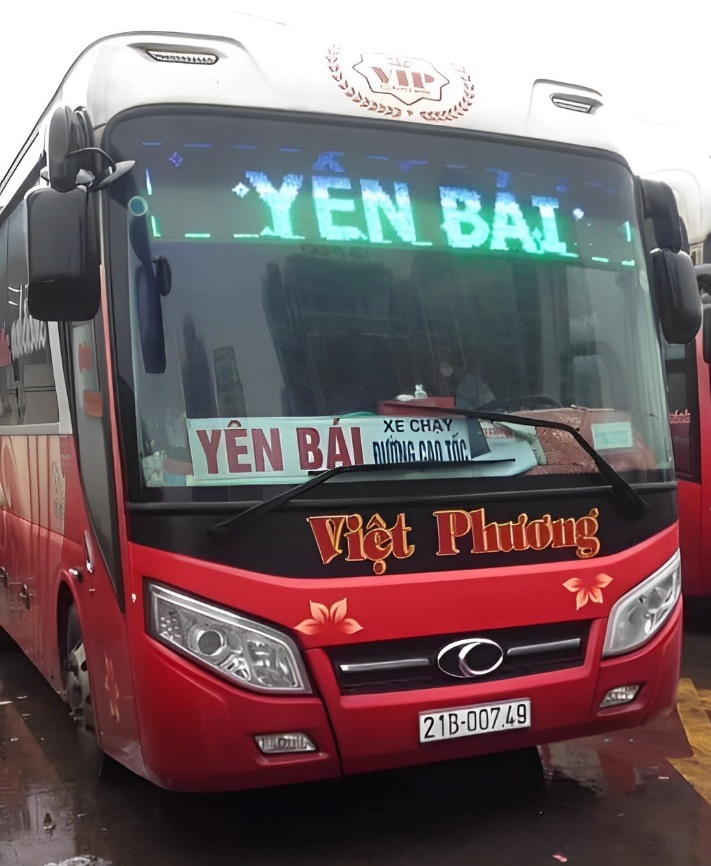 VIP
YÊN BÁI
YÊN BÁI
XE CHẠY
ĐƯỜNG CAO TỐC
Việt Phương
21B-007.49